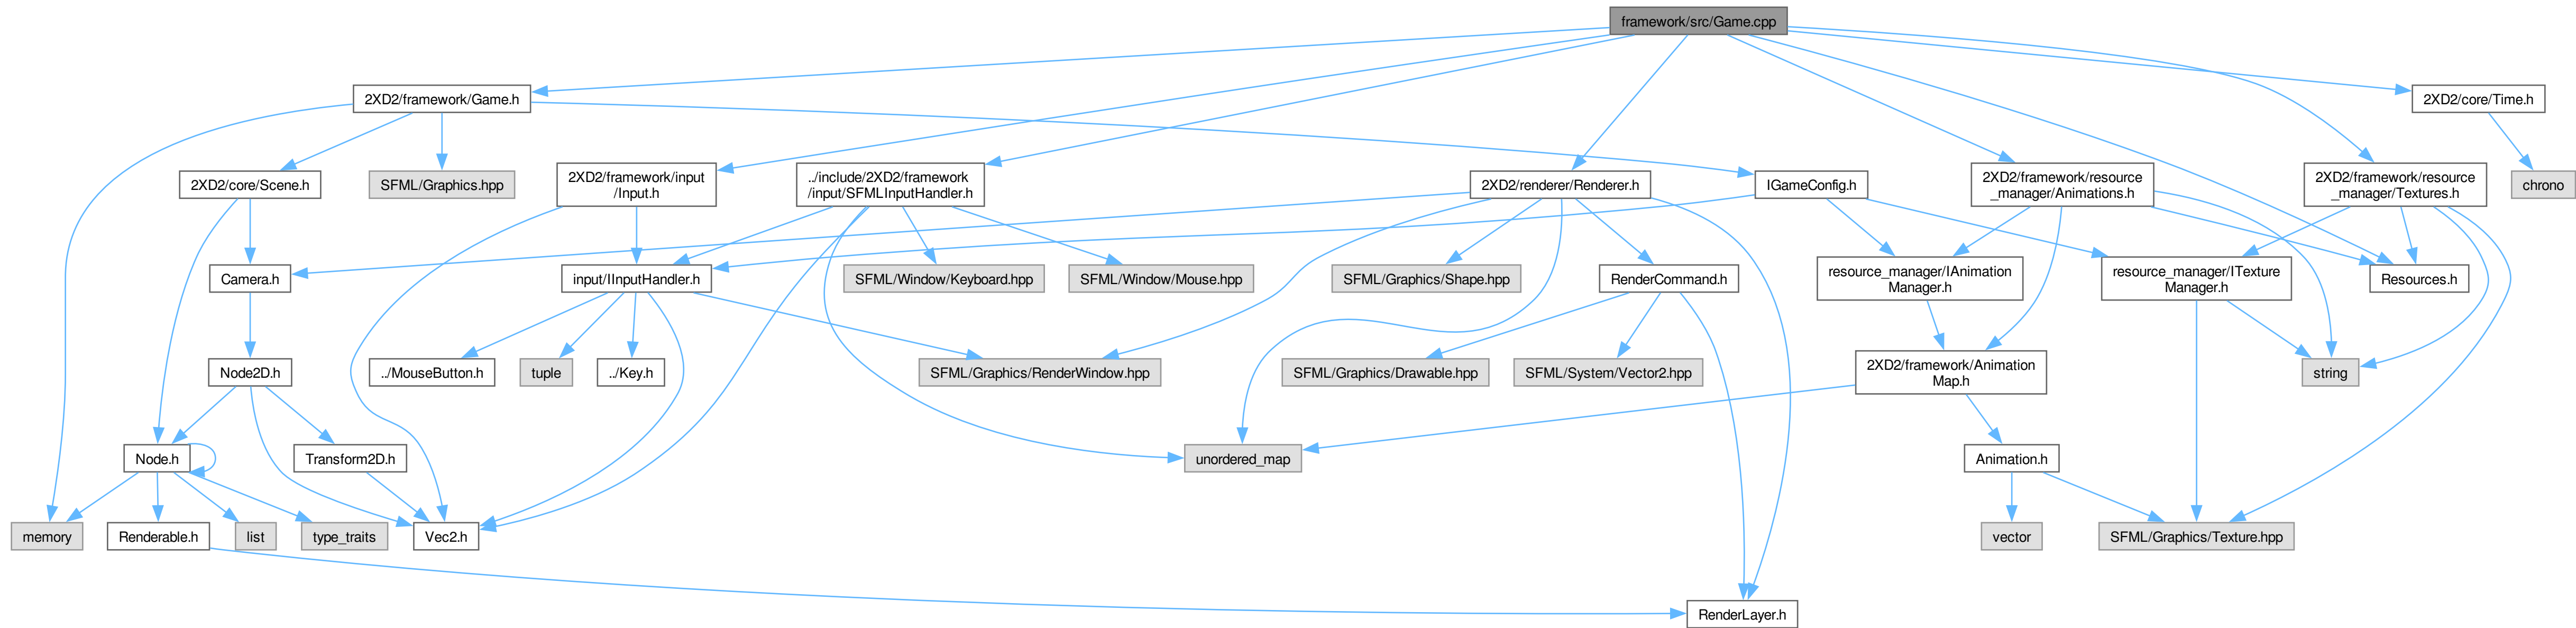 framework/src/Game.cpp
2XD2/framework/Game.h
2XD2/core/Time.h
2XD2/core/Scene.h
SFML/Graphics.hpp
2XD2/framework/input
/Input.h
../include/2XD2/framework
/input/SFMLInputHandler.h
2XD2/renderer/Renderer.h
IGameConfig.h
2XD2/framework/resource
_manager/Animations.h
2XD2/framework/resource
_manager/Textures.h
chrono
Camera.h
input/IInputHandler.h
SFML/Window/Keyboard.hpp
SFML/Window/Mouse.hpp
SFML/Graphics/Shape.hpp
RenderCommand.h
resource_manager/IAnimation
Manager.h
resource_manager/ITexture
Manager.h
Resources.h
Node2D.h
../MouseButton.h
tuple
../Key.h
SFML/Graphics/RenderWindow.hpp
SFML/Graphics/Drawable.hpp
SFML/System/Vector2.hpp
2XD2/framework/Animation
Map.h
string
Node.h
Transform2D.h
unordered_map
Animation.h
memory
Renderable.h
list
type_traits
Vec2.h
vector
SFML/Graphics/Texture.hpp
RenderLayer.h